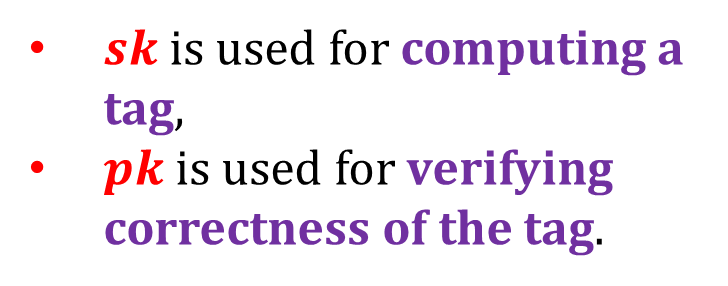 • sk is used for computing a
tag,
• pk is used for verifying
correctness of the tag.